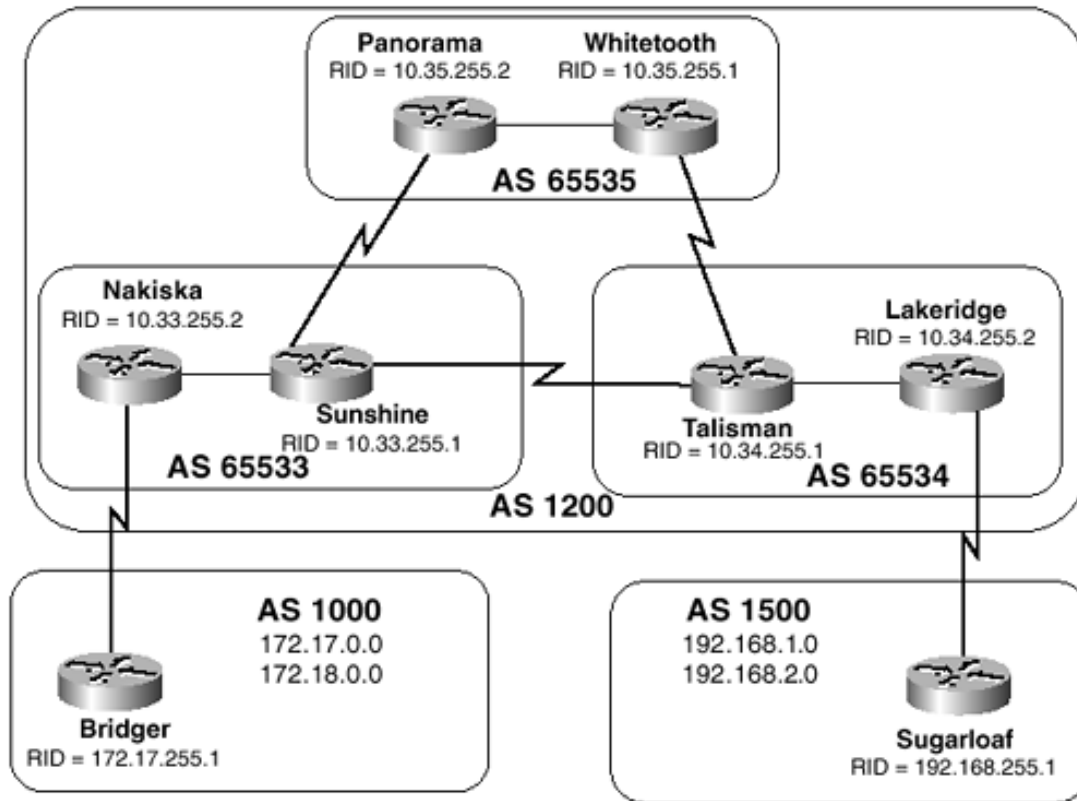 Panorama
RID = 10.35.255.2
Whitetooth
RID = 10.35.255.1
AS 65535
Nakiska
RID = 10.33.255.2
Sunshine
RID = 10.33.255.1
AS 65533
Lakeridge
RID = 10.34.255.2
Talisman
RID = 10.34.255.1
AS 65534
AS 1200
AS 1000
172.17.0.0
172.18.0.0
Bridger
RID = 172.17.255.1
AS 1500
192.168.1.0
192.168.2.0
Sugarloaf
RID = 192.168.255.1